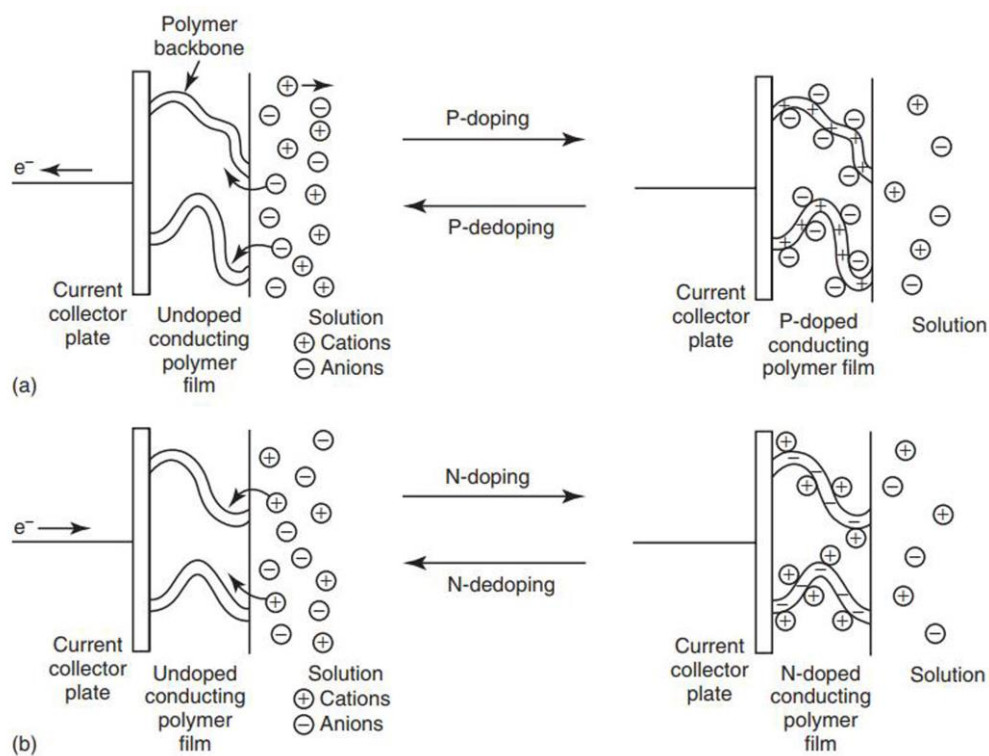 Polymer
backbone
e⁻
P-doping
P-dedoping
Current
collector
plate
Undoped
conducting
polymer
film
Solution
⊕ Cations
⊖ Anions
Current
collector
plate
P-doped
conducting
polymer film
Solution
(a)
e⁻
N-doping
N-dedoping
Current
collector
plate
Undoped
conducting
polymer
film
Solution
⊕ Cations
⊖ Anions
Current
collector
plate
N-doped
conducting
polymer
film
Solution
(b)